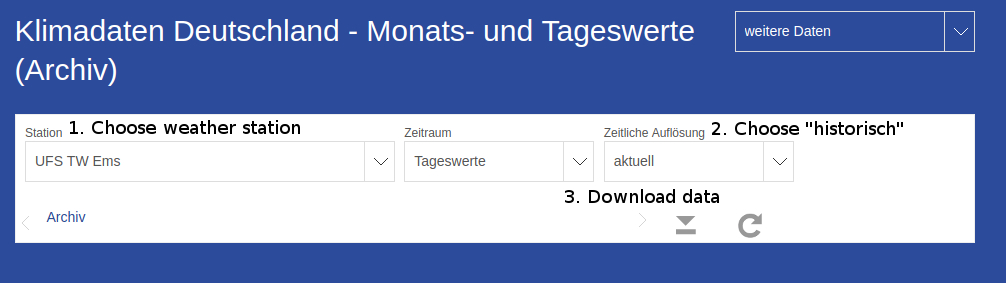 Klimadaten Deutschland - Monats- und Tageswerte
(Archiv)
weitere Daten
Station 1. Choose weather station
Zeitraum
Zeitliche Auflösung 2. Choose "historisch"
UFS TW Ems
Tageswerte
aktuell
3. Download data
Archiv